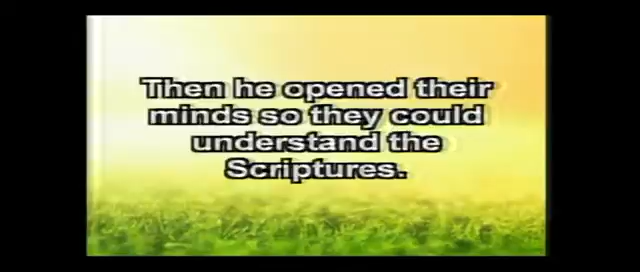 Then he opened their
minds so they could
understand the
Scriptures.